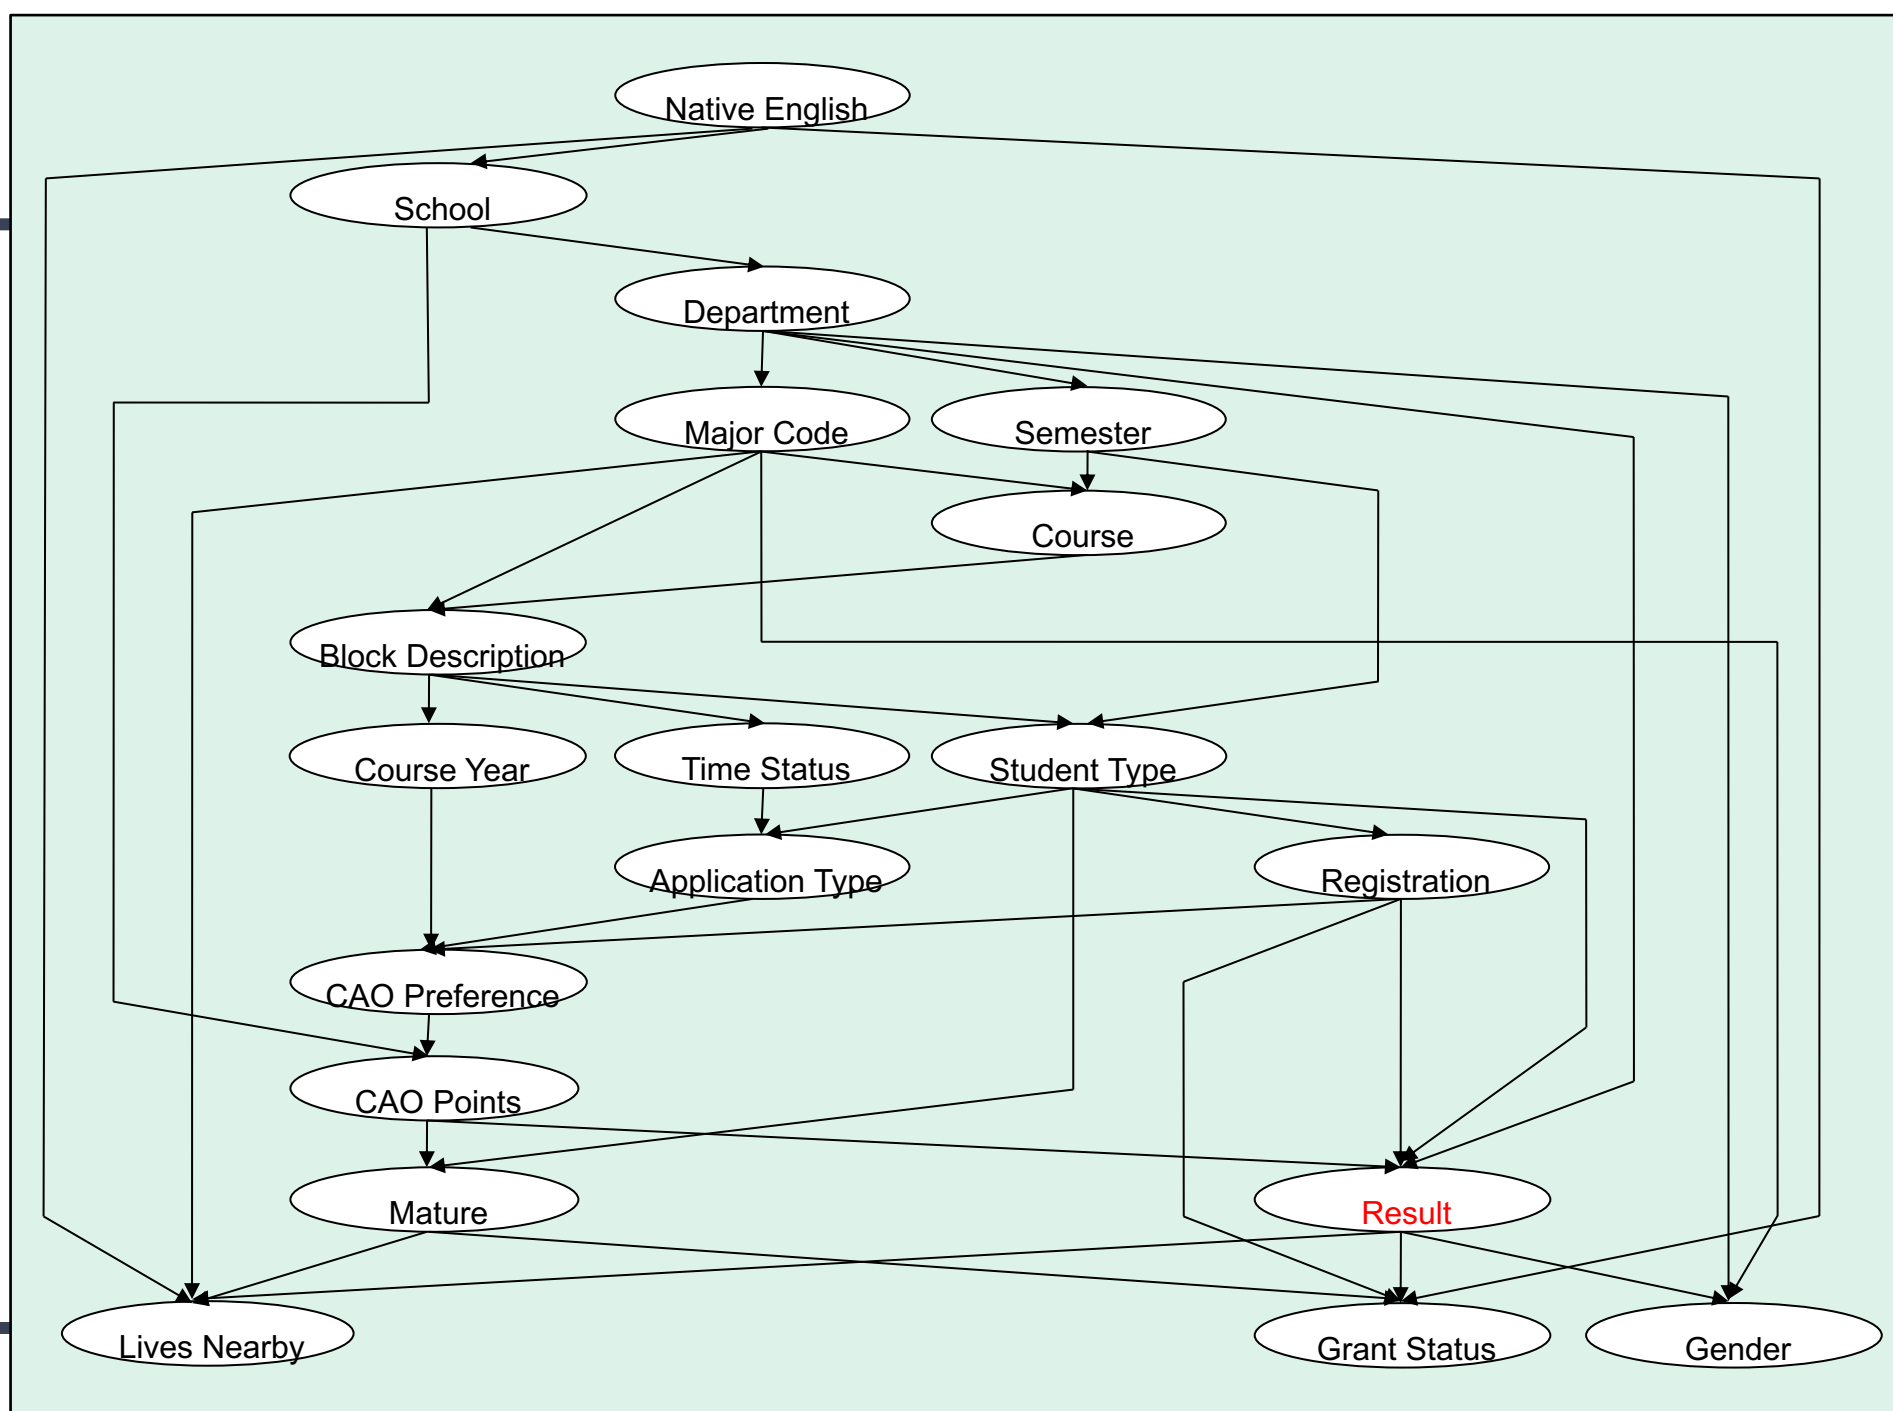 Native English
School
Department
Major Code
Semester
Course
Block Description
Course Year
Time Status
Student Type
Application Type
Registration
CAO Preference
CAO Points
Mature
Result
Lives Nearby
Grant Status
Gender